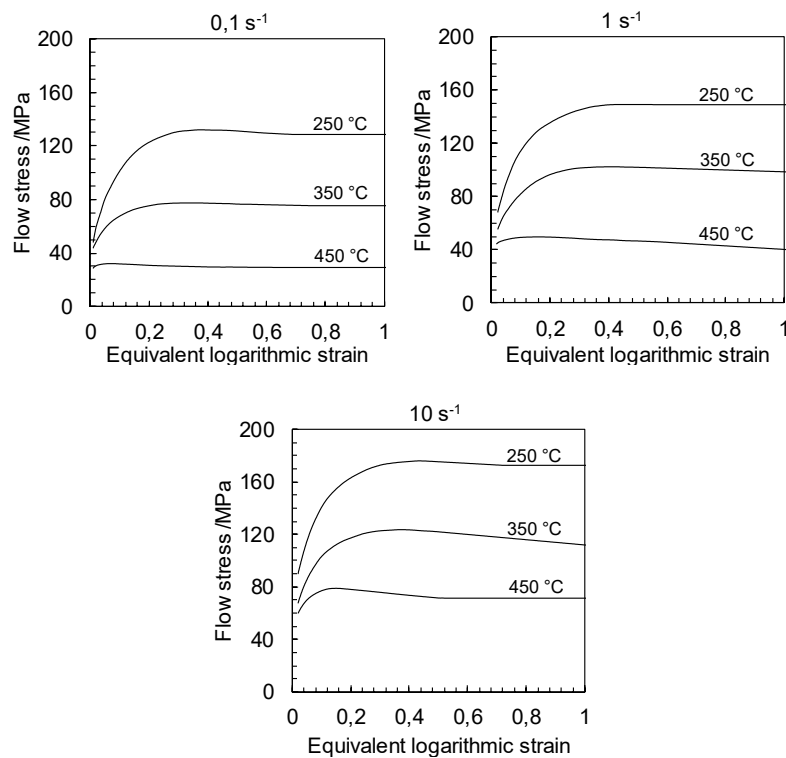 0,1 s⁻¹
Flow stress /MPa
200
160
120
80
40
0
250 °C
350 °C
450 °C
0 0,2 0,4 0,6 0,8 1
Equivalent logarithmic strain
1 s⁻¹
Flow stress /MPa
200
150
100
50
0
250 °C
350 °C
450 °C
0 0,2 0,4 0,6 0,8 1
Equivalent logarithmic strain
10 s⁻¹
Flow stress /MPa
200
160
120
80
40
0
250 °C
350 °C
450 °C
0 0,2 0,4 0,6 0,8 1
Equivalent logarithmic strain